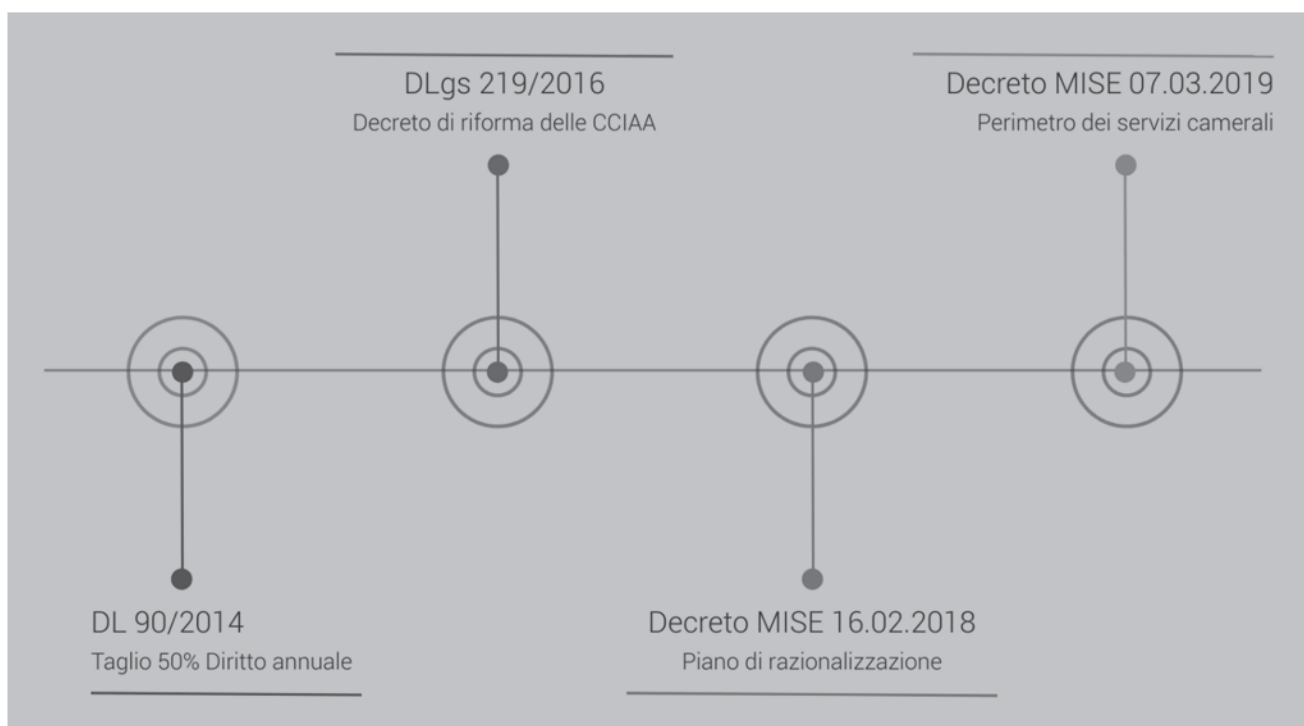 DLgs 219/2016
Decreto di riforma delle CCIAA
Decreto MISE 07.03.2019
Perimetro dei servizi camerali
DL 90/2014
Taglio 50% Diritto annuale
Decreto MISE 16.02.2018
Piano di razionalizzazione